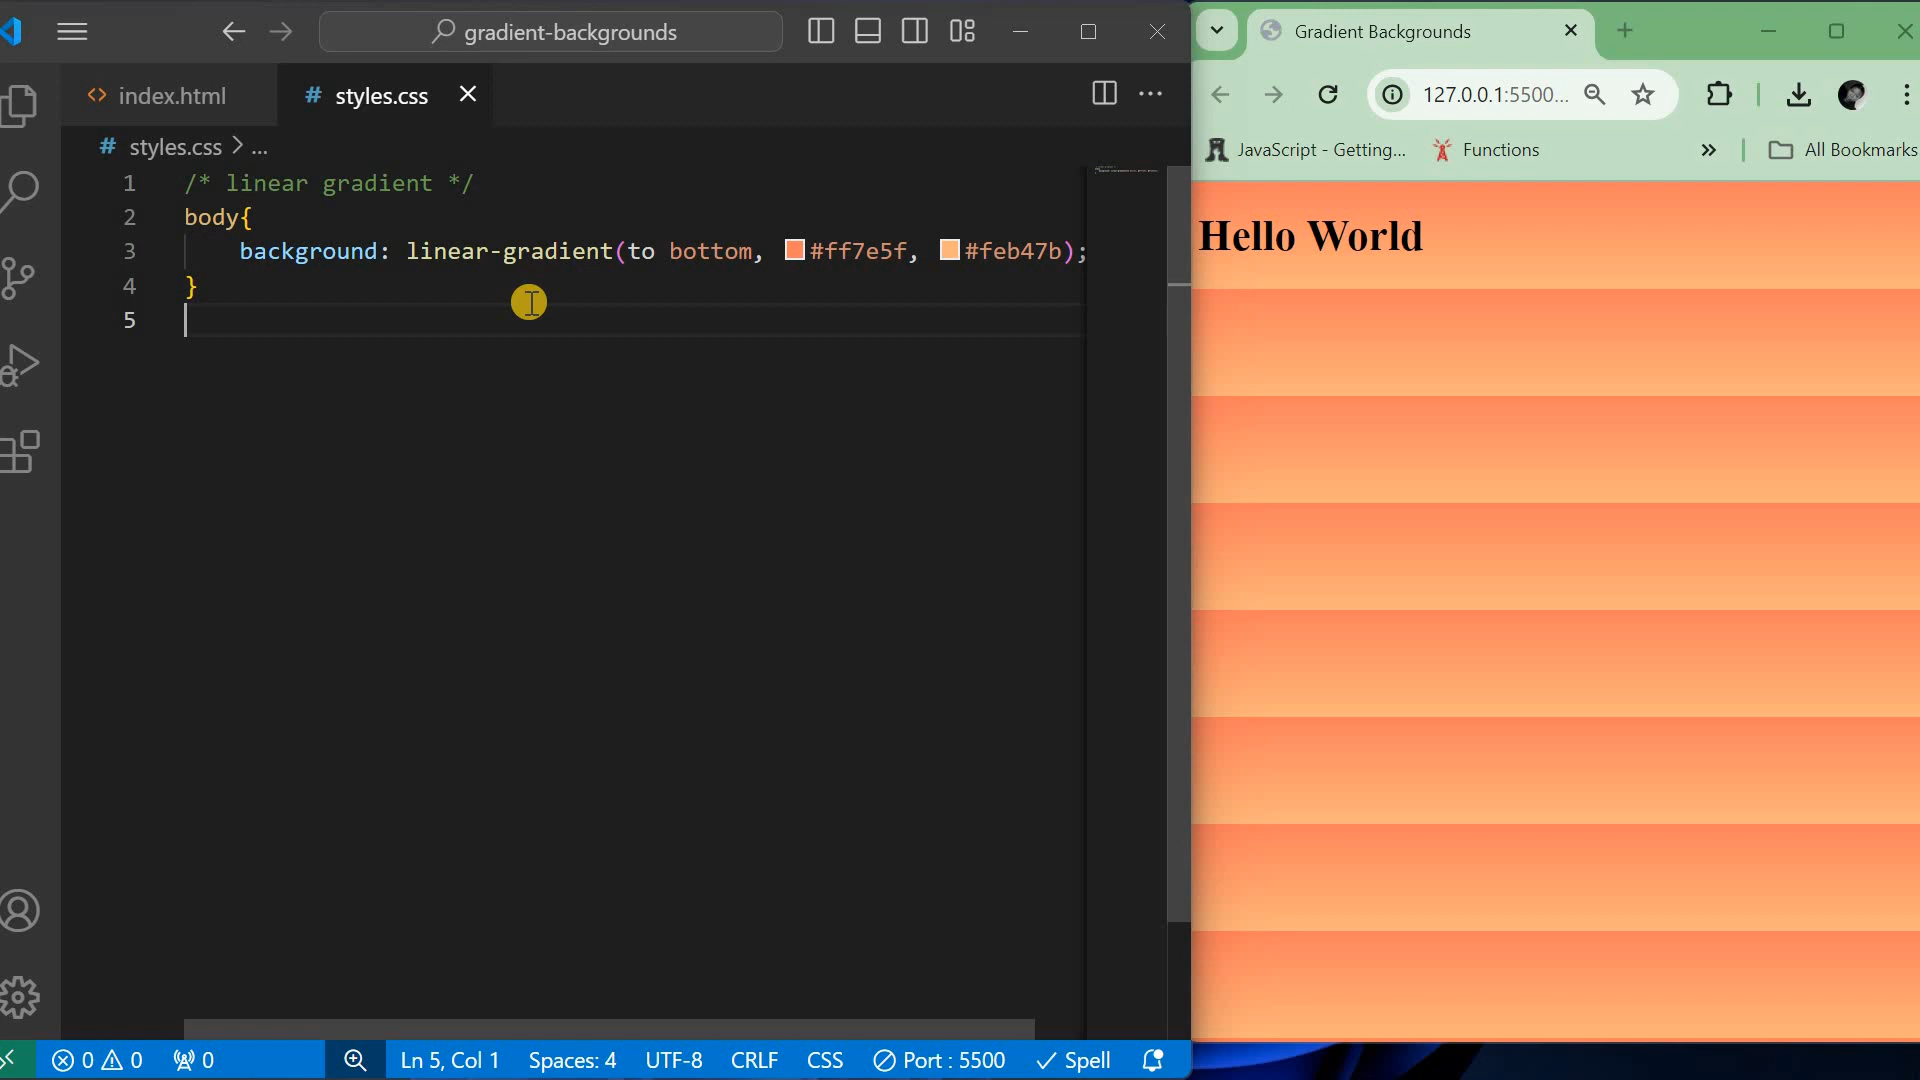 gradient-backgrounds
index.html
# styles.css
# styles.css > ...
1 /* linear gradient */
2 body{
3 background: linear-gradient(to bottom, #ff7e5f, #feb47b);
4 }
5
0 0 0
Ln 5, Col 1 Spaces: 4 UTF-8 CRLF CSS Port : 5500 Spell
Gradient Backgrounds
127.0.0.1:5500...
JavaScript - Getting... Functions » All Bookmarks
Hello World